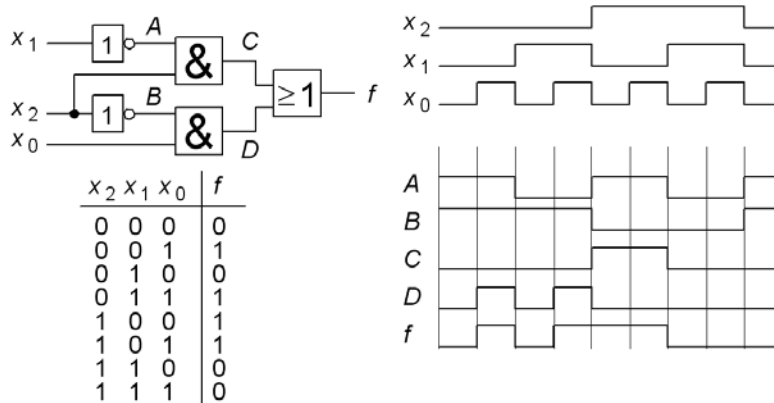 x1 1 A & C
x2 1 B & D ≥1 f
x0
x2 x1 x0 f
0 0 0 0
0 0 1 1
0 1 0 0
0 1 1 1
1 0 0 1
1 0 1 1
1 1 0 0
1 1 1 0
x2
x1
x0
A
B
C
D
f